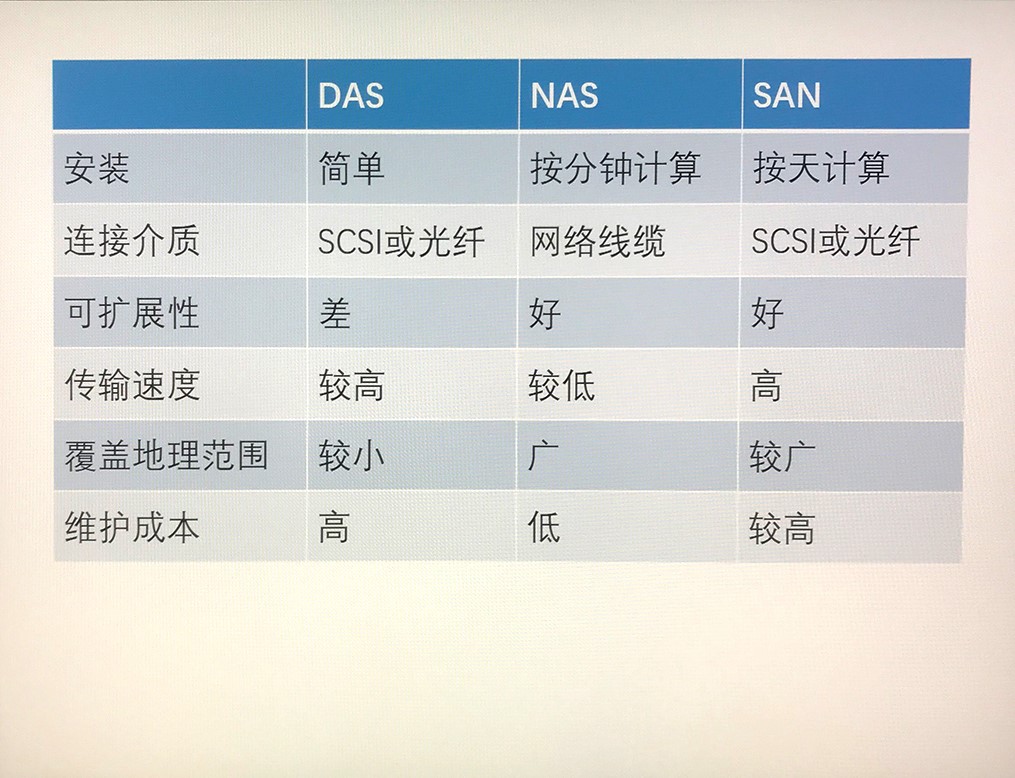 DAS NAS SAN
安装 简单 按分钟计算 按天计算
连接介质 SCSI或光纤 网络线缆 SCSI或光纤
可扩展性 差 好 好
传输速度 较高 较低 高
覆盖地理范围 较小 广 较广
维护成本 高 低 较高